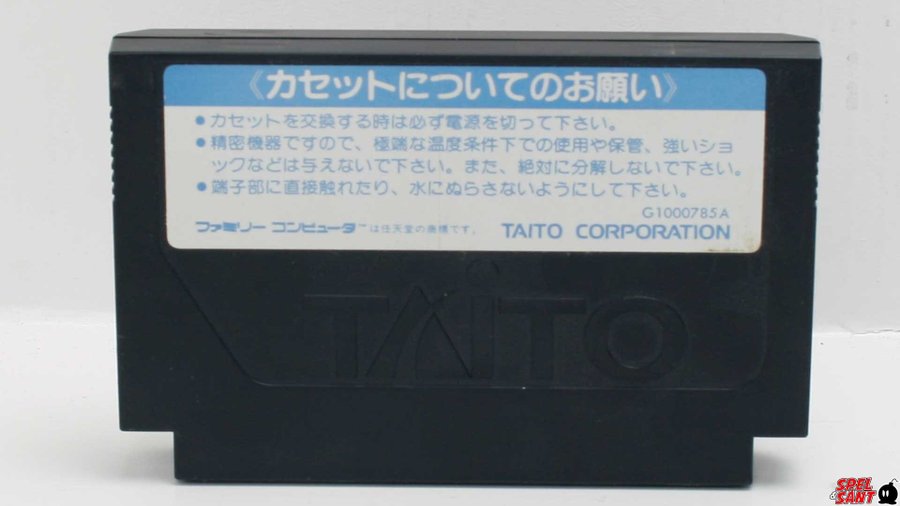 《カセットについてのお願い》
●カセットを交換する時は必ず電源を切って下さい。
●精密機器ですので、極端な温度条件下での使用や保管、強いショ
ックなどは与えないで下さい。また、絶対に分解しないで下さい。
●端子部に直接触れたり、水にぬらさないようにして下さい。
G1000785A
ファミリー コンピュータ™は任天堂の商標です。 TAITO CORPORATION
TAITO
SPEL
SANT